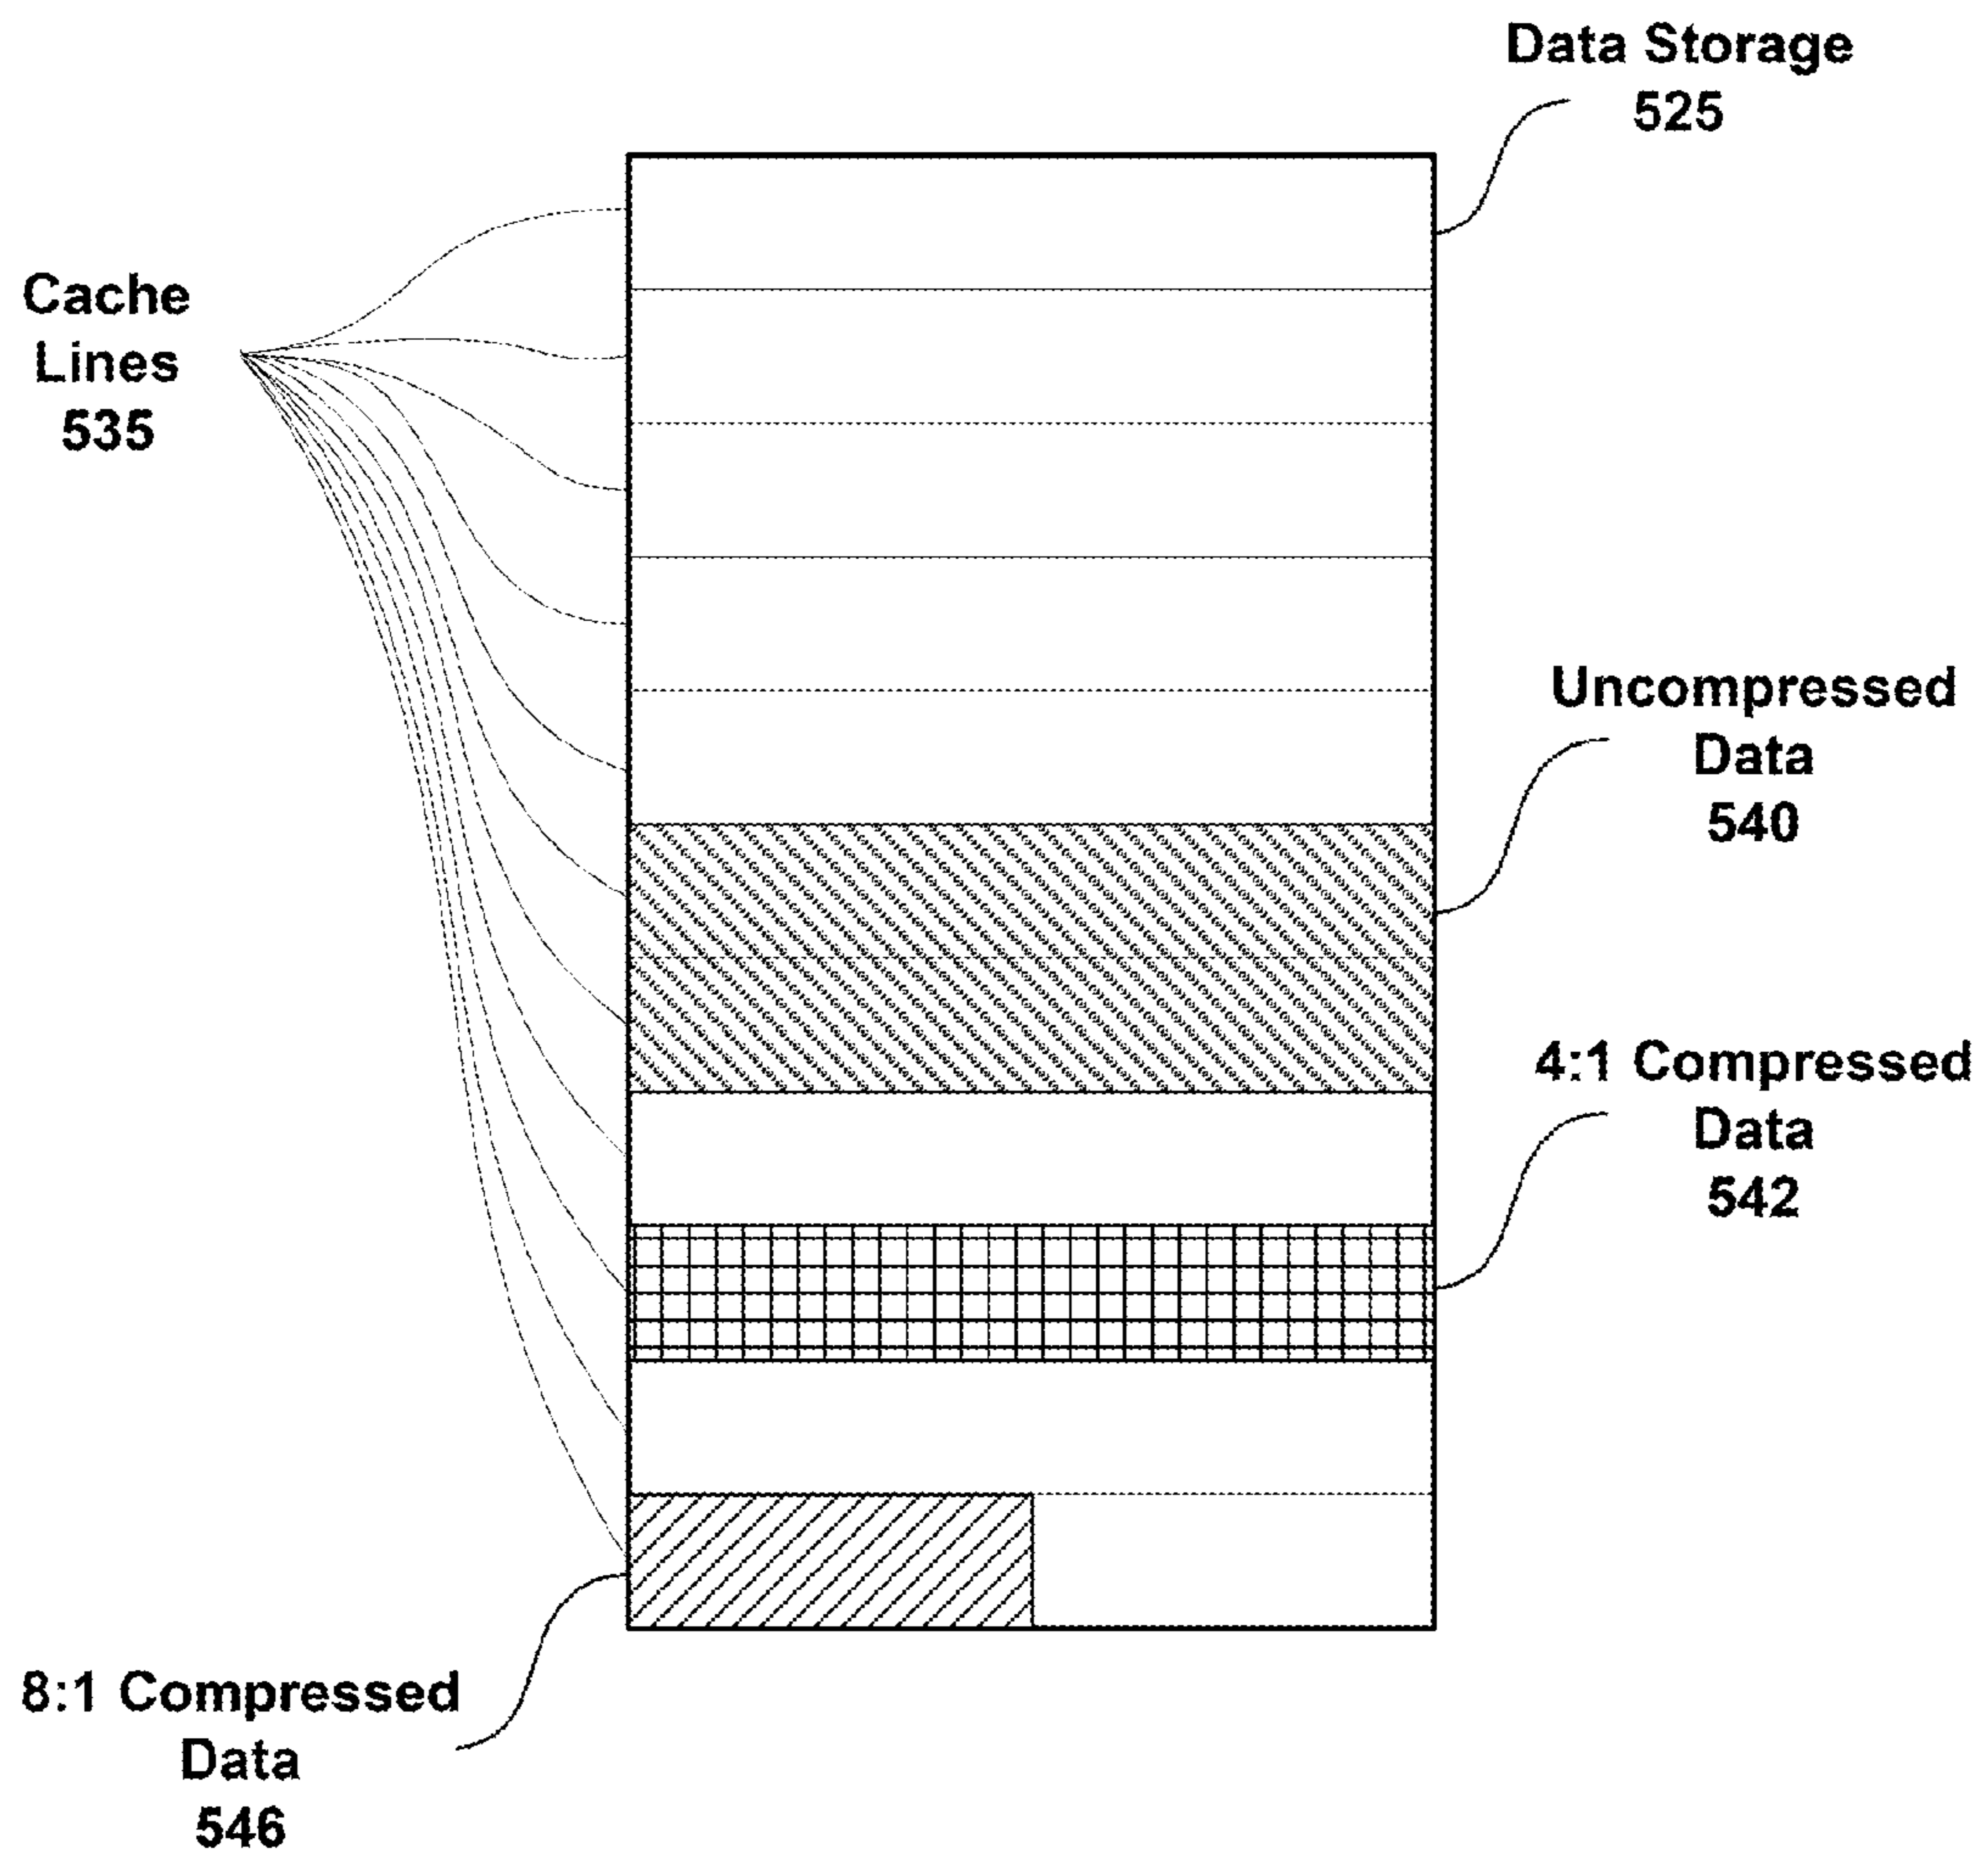 Data Storage
525
Cache
Lines
535
Uncompressed
Data
540
4:1 Compressed
Data
542
8:1 Compressed
Data
546